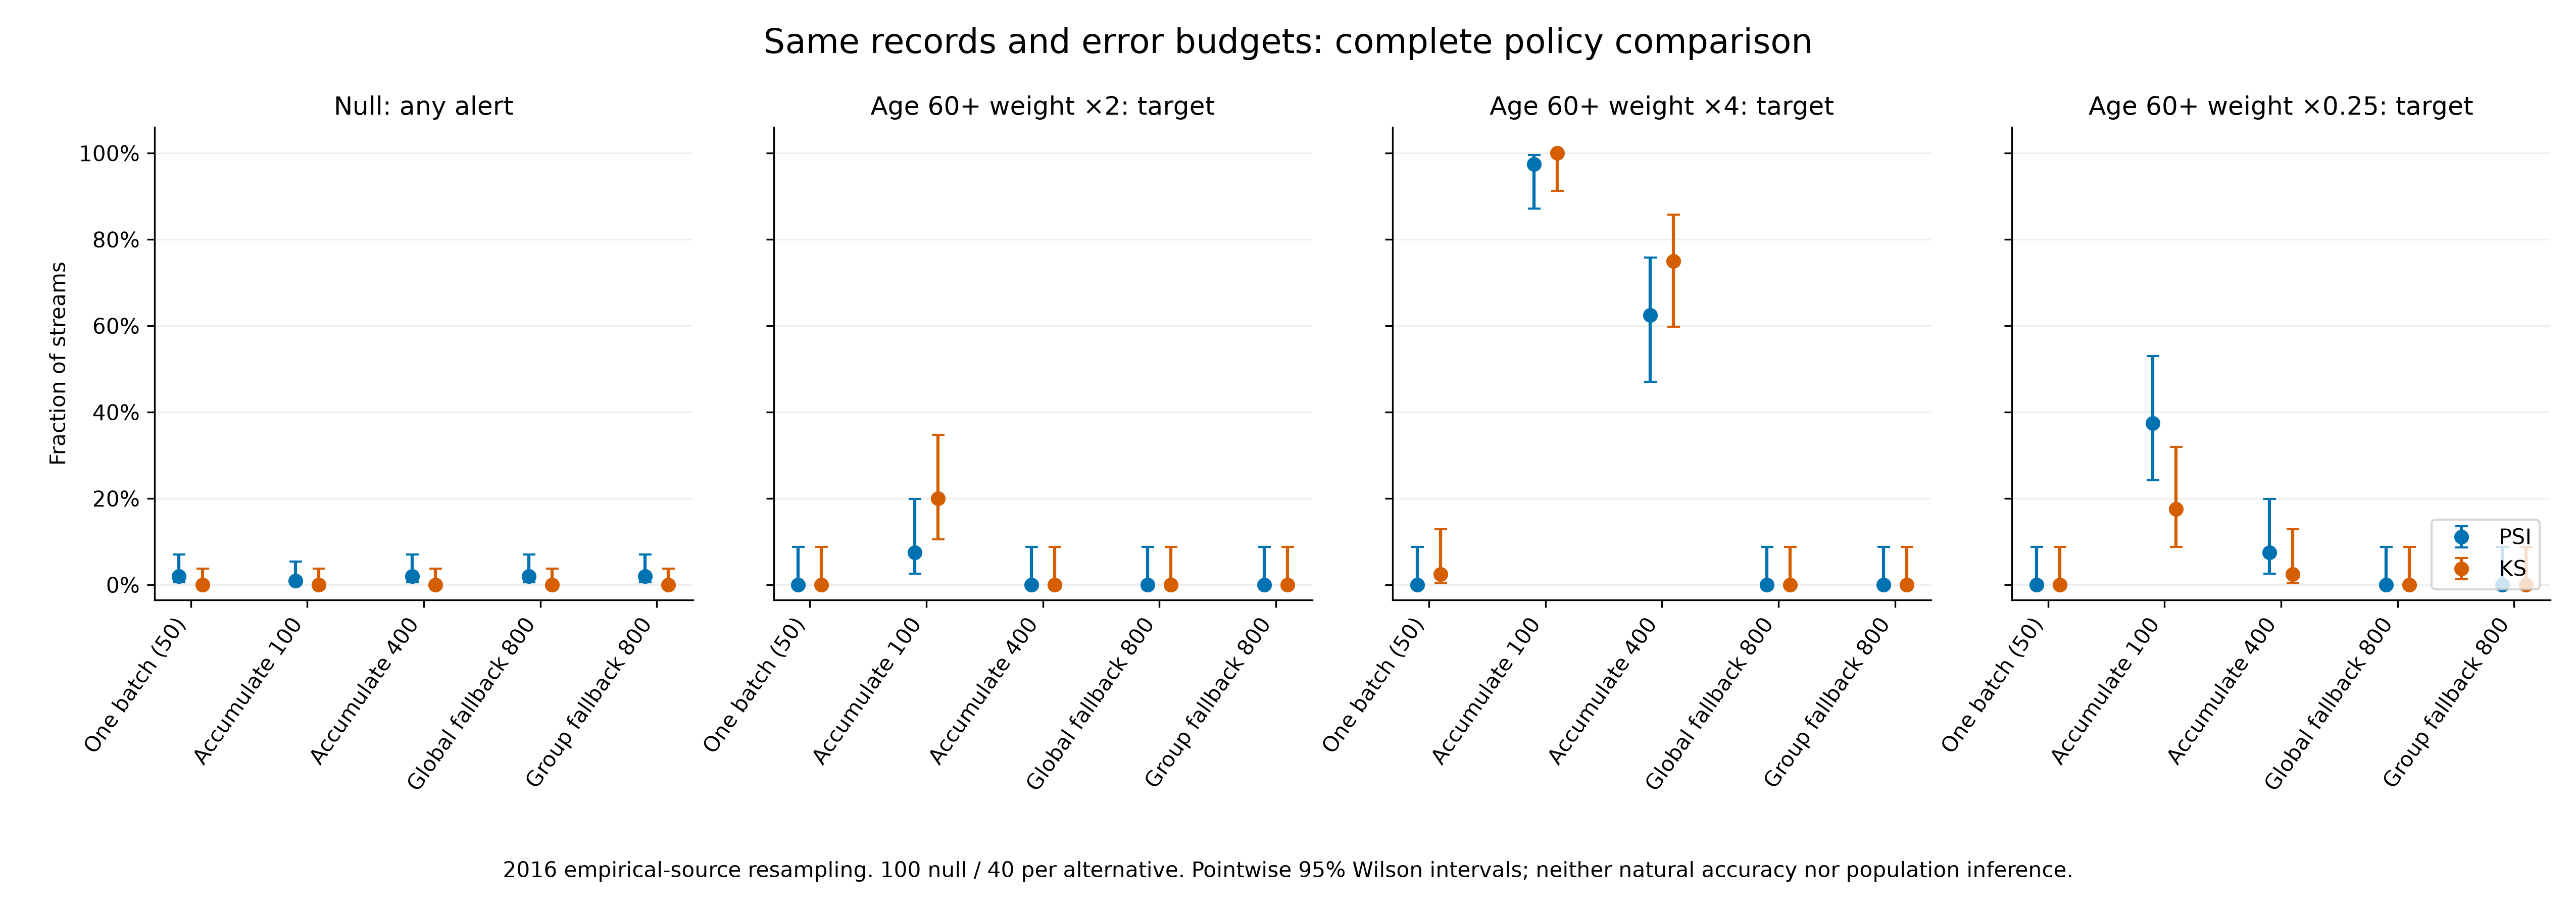 Same records and error budgets: complete policy comparison
Null: any alert
Age 60+ weight ×2: target
Age 60+ weight ×4: target
Age 60+ weight ×0.25: target
Fraction of streams
100%
80%
60%
40%
20%
0%
One batch (50)
Accumulate 100
Accumulate 400
Global fallback 800
Group fallback 800
One batch (50)
Accumulate 100
Accumulate 400
Global fallback 800
Group fallback 800
One batch (50)
Accumulate 100
Accumulate 400
Global fallback 800
Group fallback 800
One batch (50)
Accumulate 100
Accumulate 400
Global fallback 800
Group fallback 800
PSI
KS
2016 empirical-source resampling. 100 null / 40 per alternative. Pointwise 95% Wilson intervals; neither natural accuracy nor population inference.